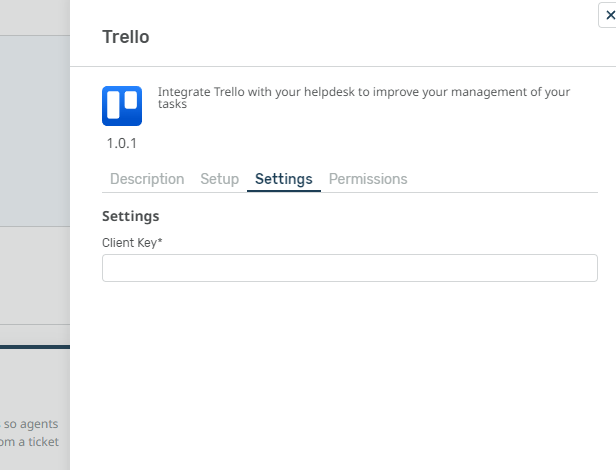 Trello
Integrate Trello with your helpdesk to improve your management of your
tasks
1.0.1
Description Setup Settings Permissions
Settings
Client Key*
so agents
om a ticket